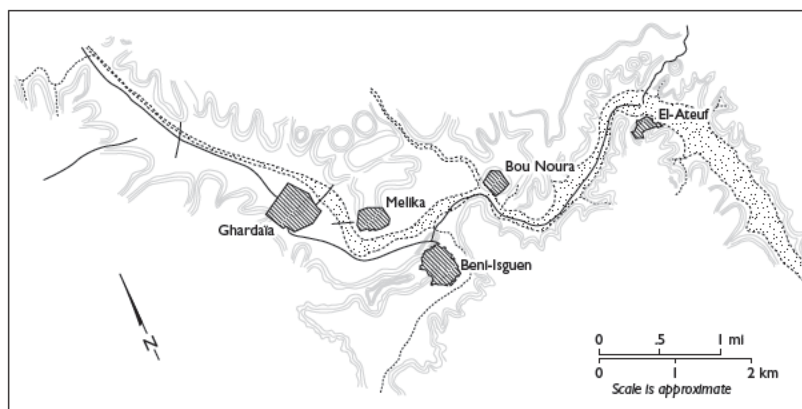 El-Ateuf
Bou Noura
Melika
Ghardaïa
Beni-Isguen
N
0 .5 1 mi
0 1 2 km
Scale is approximate